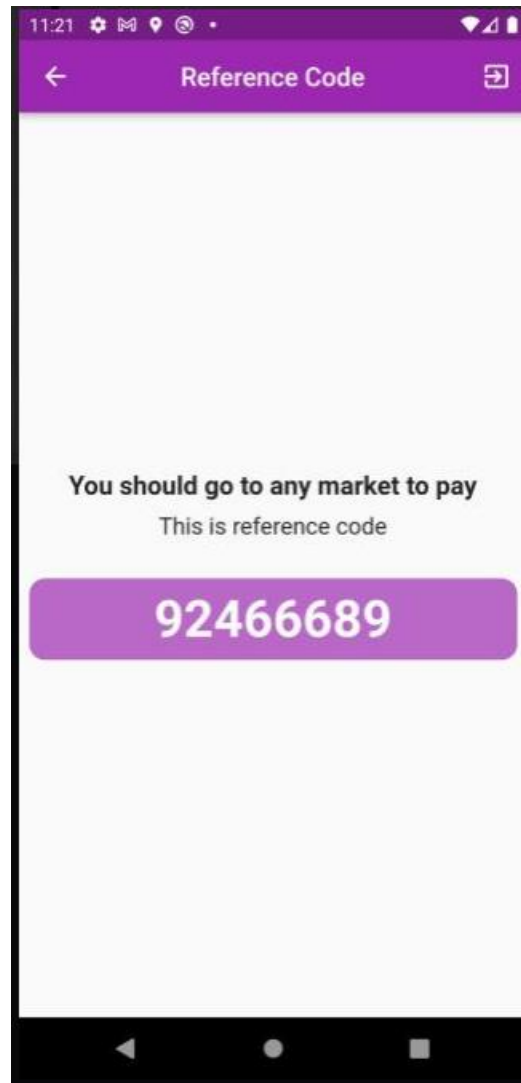 11:21
Reference Code
You should go to any market to pay
This is reference code
92466689